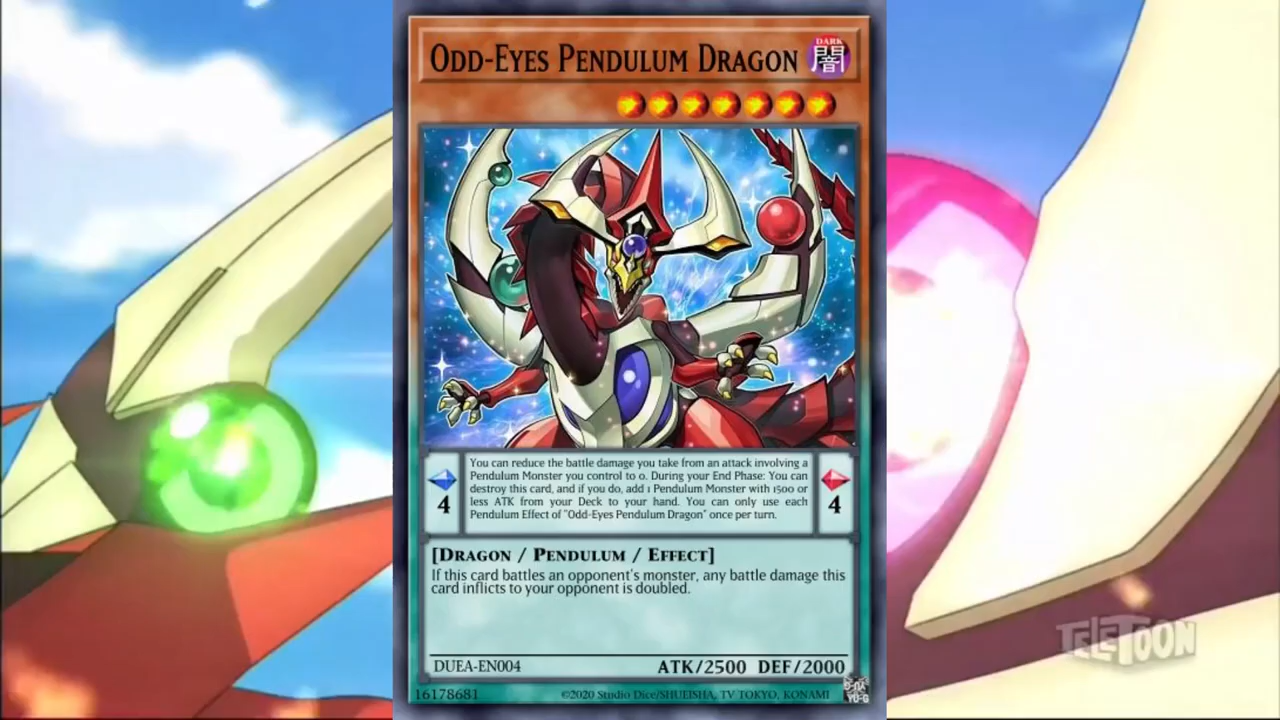 ODD-EYES PENDULUM DRAGON
DARK
闇
You can reduce the battle damage you take from an attack involving a
Pendulum Monster you control to 0. During your End Phase: You can
destroy this card, and if you do, add 1 Pendulum Monster with 1500 or
less ATK from your Deck to your hand. You can only use each
Pendulum Effect of "Odd-Eyes Pendulum Dragon" once per turn.
4
4
[DRAGON / PENDULUM / EFFECT]
If this card battles an opponent's monster, any battle damage this
card inflicts to your opponent is doubled.
DUEA-EN004
ATK/2500 DEF/2000
16178681
©2020 Studio Dice/SHUEISHA, TV TOKYO, KONAMI
TELETOON